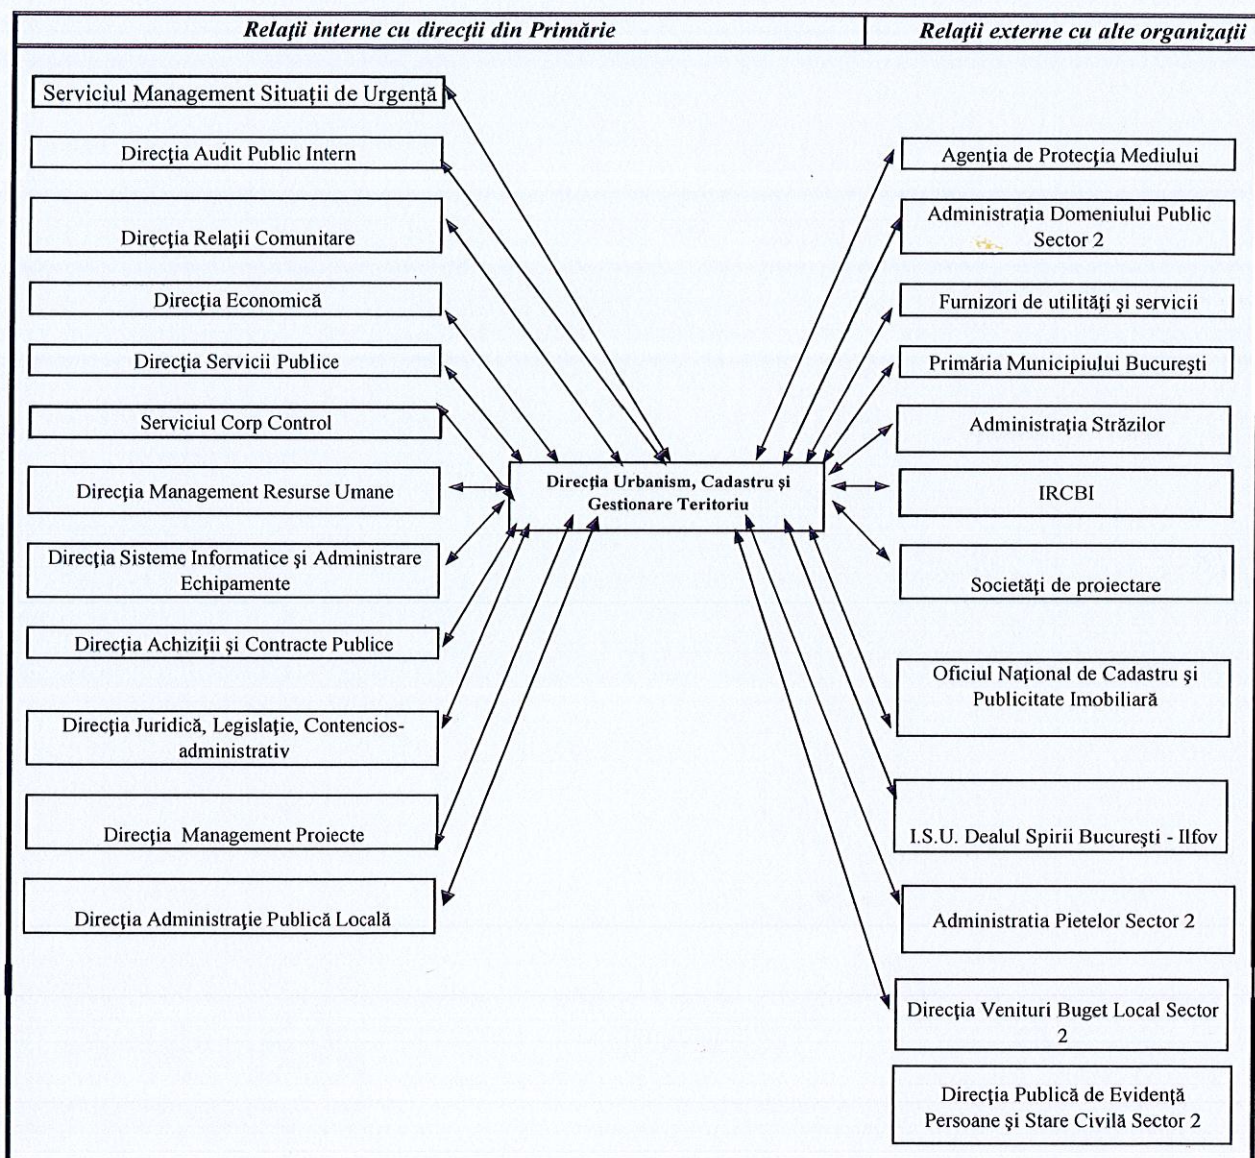 Relaţii interne cu direcţii din Primărie
Relaţii externe cu alte organizaţii
Serviciul Management Situaţii de Urgenţă
Direcţia Audit Public Intern
Direcţia Relaţii Comunitare
Direcţia Economică
Direcţia Servicii Publice
Serviciul Corp Control
Direcţia Management Resurse Umane
Direcţia Sisteme Informatice şi Administrare
Echipamente
Direcţia Achiziţii şi Contracte Publice
Direcţia Juridică, Legislaţie, Contencios-
administrativ
Direcţia Management Proiecte
Direcţia Administraţie Publică Locală
Direcţia Urbanism, Cadastru şi
Gestionare Teritoriu
Agenţia de Protecţia Mediului
Administraţia Domeniului Public
Sector 2
Furnizori de utilităţi şi servicii
Primăria Municipiului Bucureşti
Administraţia Străzilor
IRCBI
Societăţi de proiectare
Oficiul Naţional de Cadastru şi
Publicitate Imobiliară
I.S.U. Dealul Spirii Bucureşti - Ilfov
Administratia Pietelor Sector 2
Direcţia Venituri Buget Local Sector
2
Direcţia Publică de Evidenţă
Persoane şi Stare Civilă Sector 2